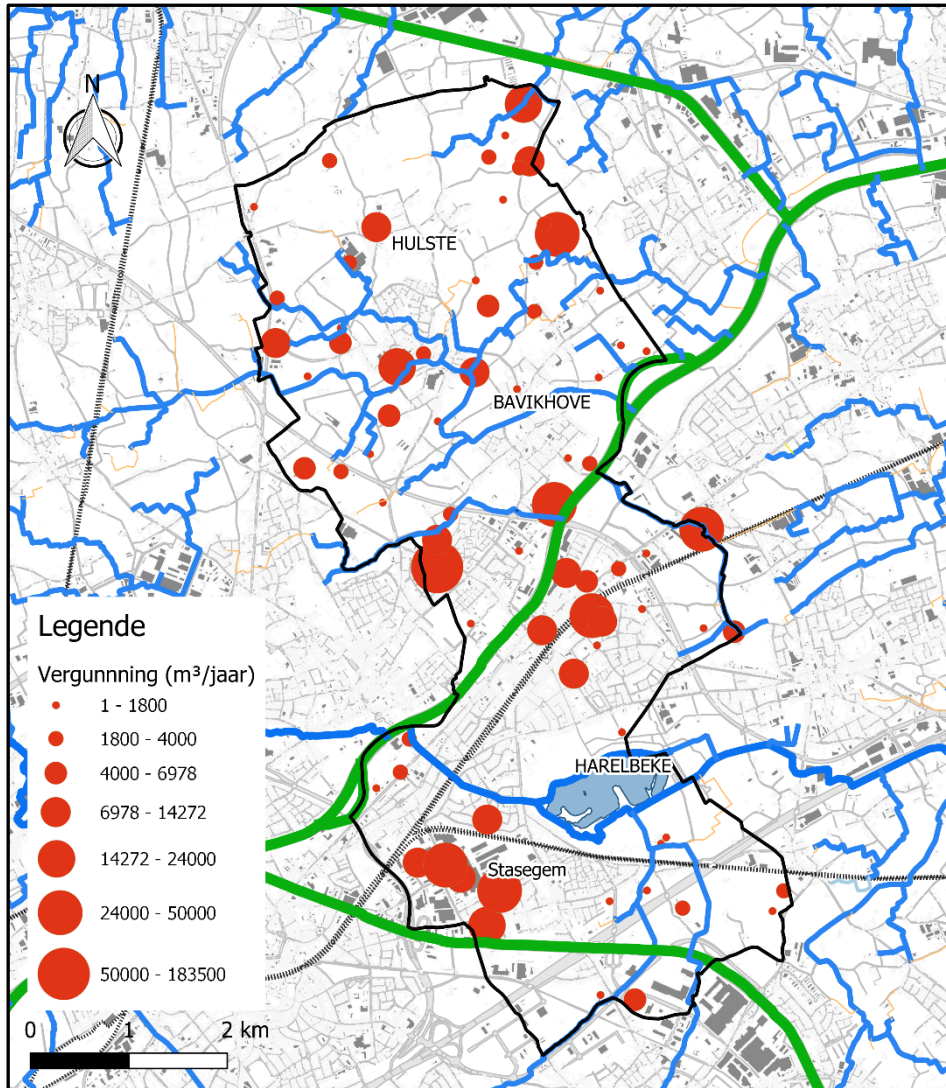 N
HULSTE
BAVIKHOVE
HARELBEKE
Stasegem
Legende
Vergunnning (m³/jaar)
1 - 1800
1800 - 4000
4000 - 6978
6978 - 14272
14272 - 24000
24000 - 50000
50000 - 183500
0 1 2 km